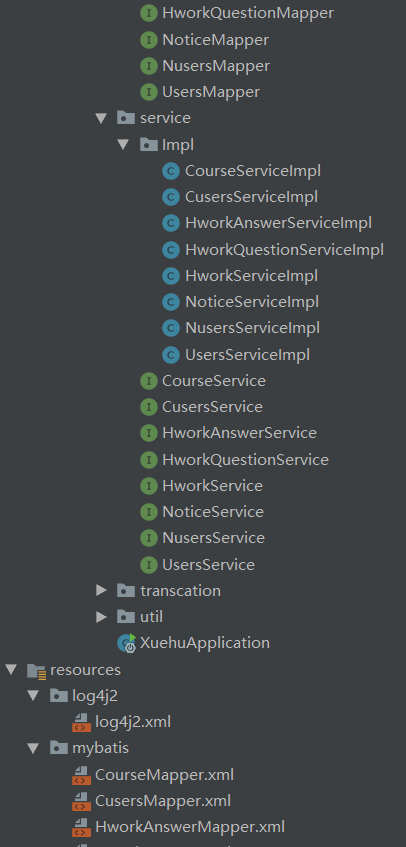 HworkQuestionMapper
NoticeMapper
NusersMapper
UsersMapper
service
Impl
CourseServiceImpl
CusersServiceImpl
HworkAnswerServiceImpl
HworkQuestionServiceImpl
HworkServiceImpl
NoticeServiceImpl
NusersServiceImpl
UsersServiceImpl
CourseService
CusersService
HworkAnswerService
HworkQuestionService
HworkService
NoticeService
NusersService
UsersService
transcation
util
XuehuApplication
resources
log4j2
log4j2.xml
mybatis
CourseMapper.xml
CusersMapper.xml
HworkAnswerMapper.xml